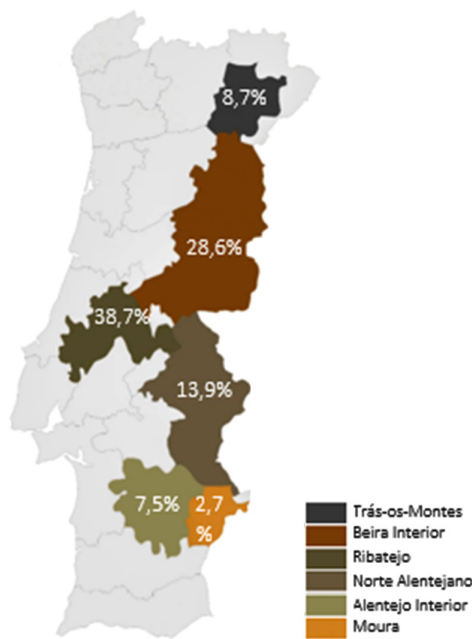 8,7%
28,6%
38,7%
13,9%
7,5%
2,7
%
Trás-os-Montes
Beira Interior
Ribatejo
Norte Alentejano
Alentejo Interior
Moura